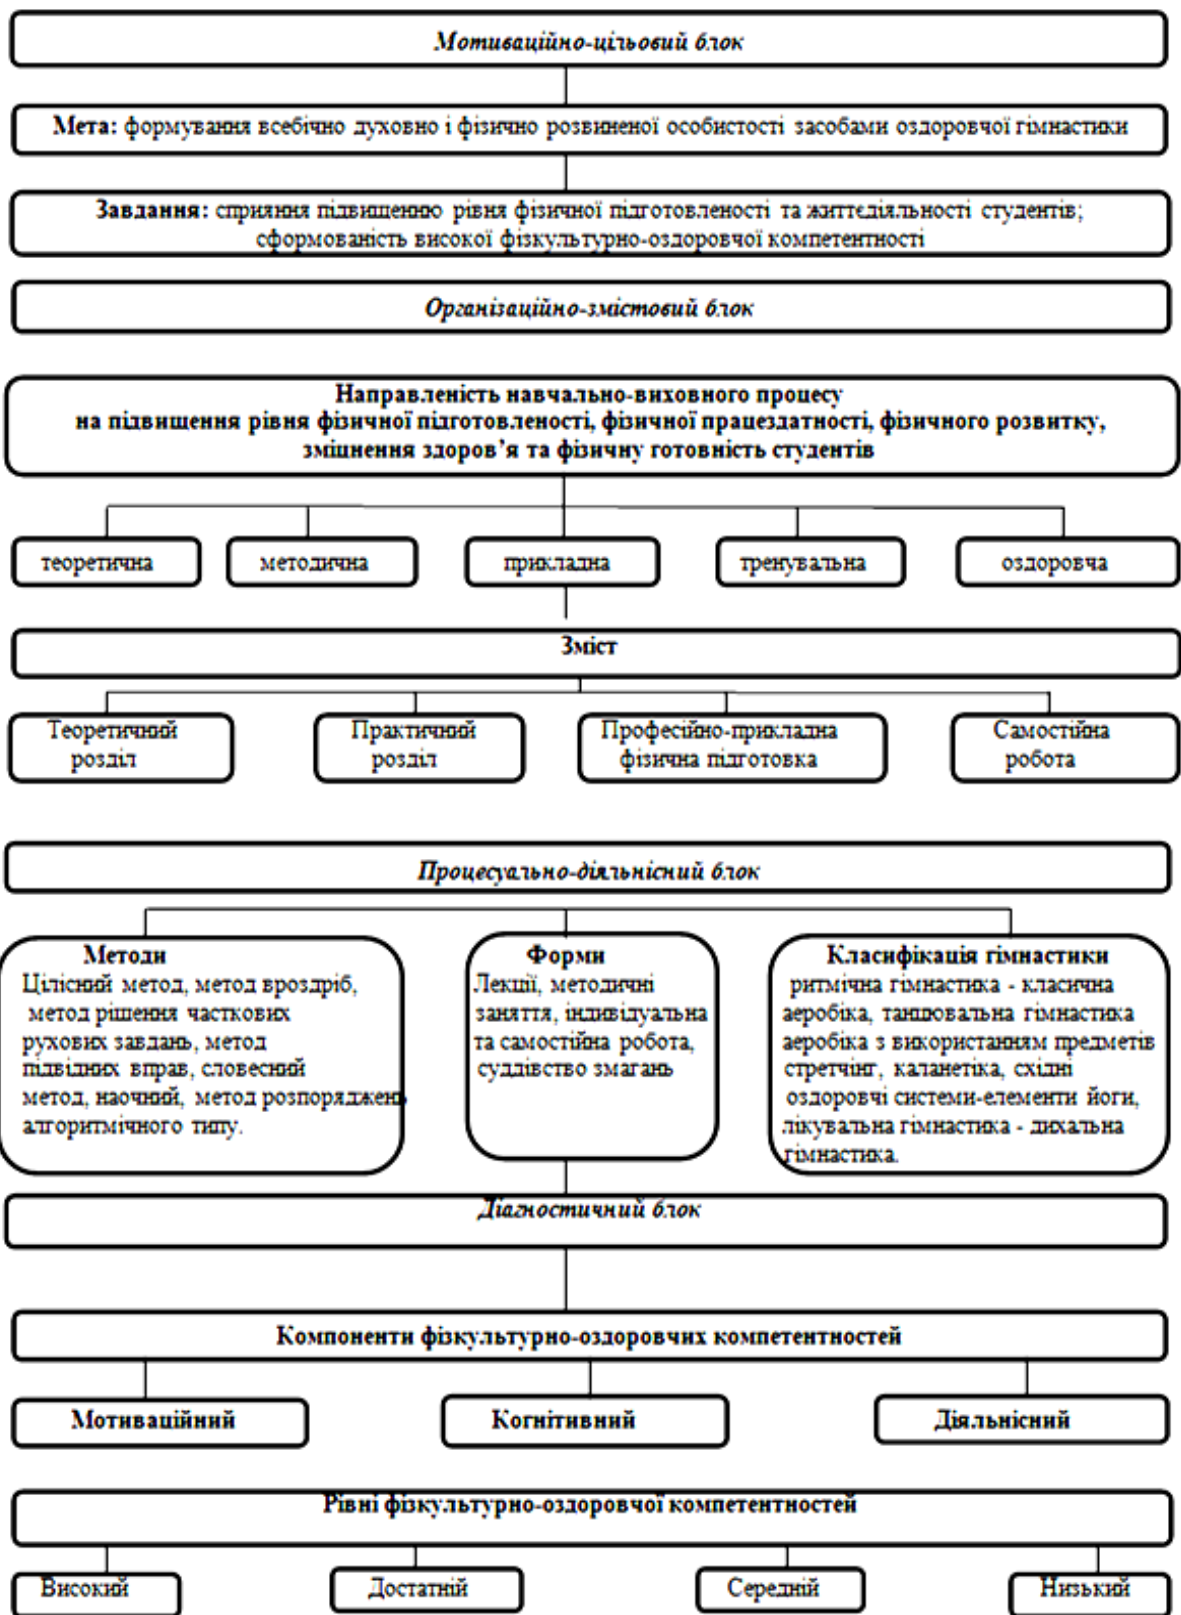 Мотиваційно-цільовий блок
Мета: формування всебічно духовно і фізично розвиненої особистості засобами оздоровчої гімнастики
Завдання: сприяння підвищенню рівня фізичної підготовленості та життєдіяльності студентів;
сформованість високої фізкультурно-оздоровчої компетентності
Організаційно-змістовий блок
Направленість навчально-виховного процесу
на підвищення рівня фізичної підготовленості, фізичної працездатності, фізичного розвитку,
зміцнення здоров’я та фізичну готовність студентів
теоретична
методична
прикладна
тренувальна
оздоровча
Зміст
Теоретичний
розділ
Практичний
розділ
Професійно-прикладна
фізична підготовка
Самостійна
робота
Процесуально-діяльнісний блок
Методи
Цілісний метод, метод вроздріб,
метод рішення часткових
рухових завдань, метод
підвідних вправ, словесний
метод, наочний, метод розпоряджень
алгоритмічного типу.
Форми
Лекції, методичні
заняття, індивідуальна
та самостійна робота,
суддівство змагань
Класифікація гімнастики
ритмічна гімнастика - класична
аеробіка, танцювальна гімнастика
аеробіка з використанням предметів
стретчінг, каланетіка, східні
оздоровчі системи-елементи йоги,
лікувальна гімнастика - дихальна
гімнастика.
Діагностичний блок
Компоненти фізкультурно-оздоровчих компетентностей
Мотиваційний
Когнітивний
Діяльнісний
Рівні фізкультурно-оздоровчої компетентностей
Високий
Достатній
Середній
Низький